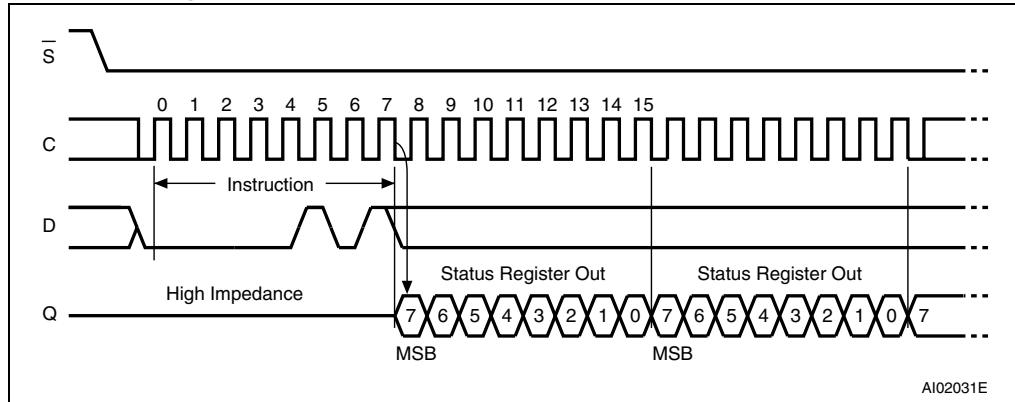 S
0 1 2 3 4 5 6 7 8 9 10 11 12 13 14 15
C
Instruction
D
Status Register Out Status Register Out
High Impedance
Q 7 6 5 4 3 2 1 0 7 6 5 4 3 2 1 0 7
MSB MSB
AI02031E